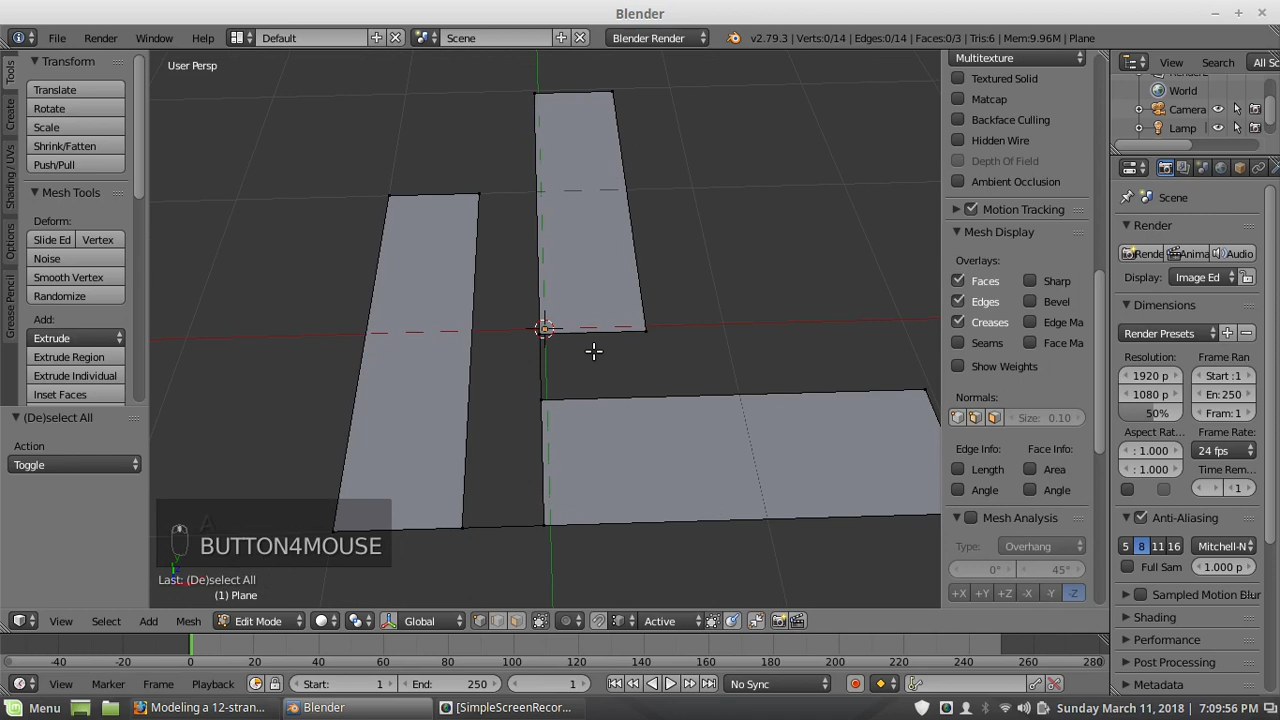 Blender
File Render Window Help Default Scene Blender Render v2.79.3 | Verts:0/14 | Edges:0/14 | Faces:0/3 | Tris:6 | Mem:9.96M | Plane
Tools
Create
Shading / UVs
Options
Grease Pencil
Transform
Translate
Rotate
Scale
Shrink/Fatten
Push/Pull
Mesh Tools
Deform:
Slide Ed Vertex
Noise
Smooth Vertex
Randomize
Add:
Extrude
Extrude Region
Extrude Individual
Inset Faces
(De)select All
Action
Toggle
User Persp
BUTTON4MOUSE
Last: (De)select All
(1) Plane
Multitexture
Textured Solid
Matcap
Backface Culling
Hidden Wire
Depth Of Field
Ambient Occlusion
Motion Tracking
Mesh Display
Overlays:
Faces Sharp
Edges Bevel
Creases Edge Ma
Seams Face Ma
Show Weights
Normals:
Size: 0.10
Edge Info: Face Info:
Length Area
Angle Angle
Mesh Analysis
Type: Overhang
0° 45°
+X +Y +Z -X -Y -Z
View Search All Sc
World
Camera
Lamp
Scene
Render
Rende Anima Audio
Display: Image Ed
Dimensions
Render Presets
Resolution: Frame Ran
1920 p Start :1
1080 p En: 250
50% Fram: 1
Aspect Rat... Frame Rate:
: 1.000 24 fps
: 1.000 Time Rem...
1
Anti-Aliasing
5 8 11 16 Mitchell-N
Full Sam 1.000 p
Sampled Motion Blur
Shading
Performance
Post Processing
Metadata
View Select Add Mesh Edit Mode Global Active
-40 -20 0 20 40 60 80 100 120 140 160 180 200 220 240 260 280
View Marker Frame Playback Start: 1 End: 250 1 No Sync
Menu Modeling a 12-stran... Blender [SimpleScreenRecor... Sunday March 11, 2018 | 7:09:56 PM